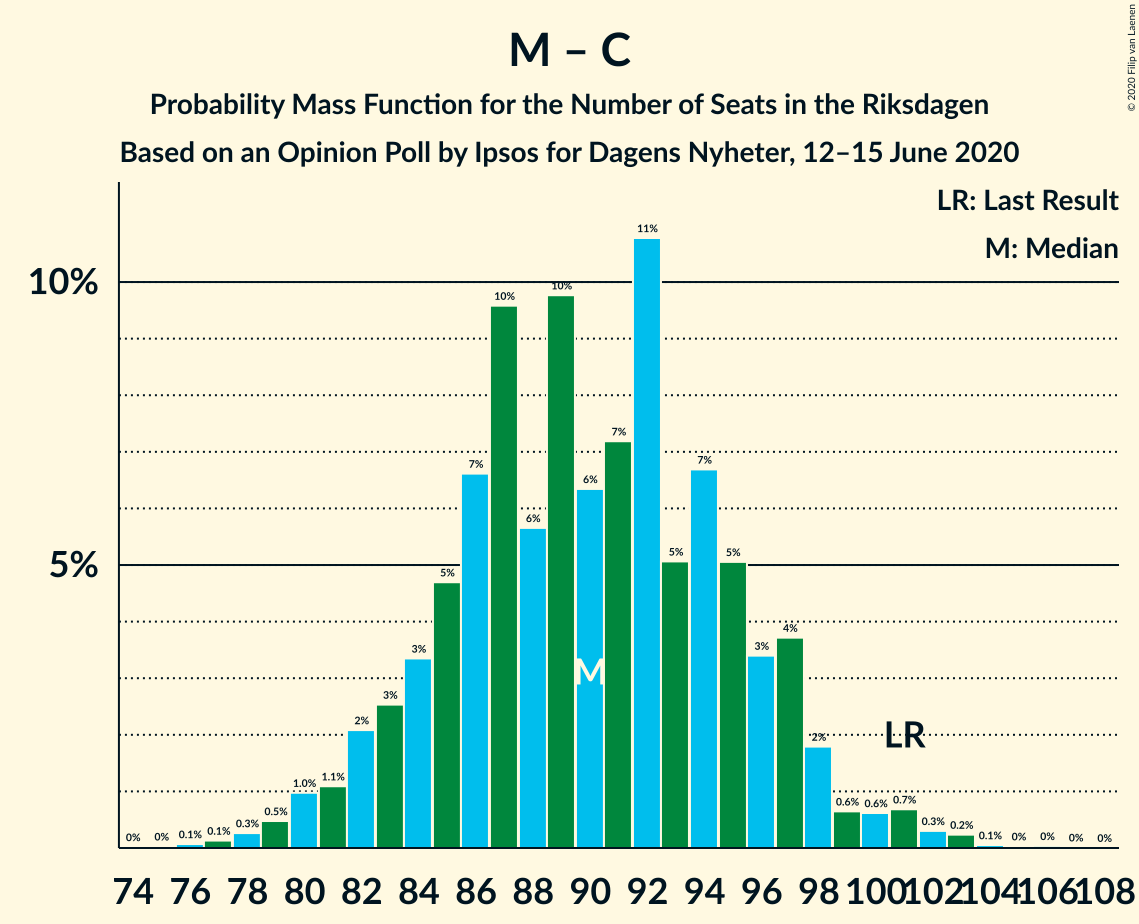 © 2020 Filip van Laenen
M – C
Probability Mass Function for the Number of Seats in the Riksdagen
Based on an Opinion Poll by Ipsos for Dagens Nyheter, 12–15 June 2020
LR: Last Result
M: Median
10%
5%
0% 0% 0.1% 0.1% 0.3% 0.5% 1.0% 1.1% 2% 3% 3% 5% 7% 10% 6% 10% 6% 7% 11% 5% 7% 5% 3% 4% 2% 0.6% 0.6% 0.7% 0.3% 0.2% 0.1% 0% 0% 0% 0%
M
LR
74 76 78 80 82 84 86 88 90 92 94 96 98 100 102 104 106 108